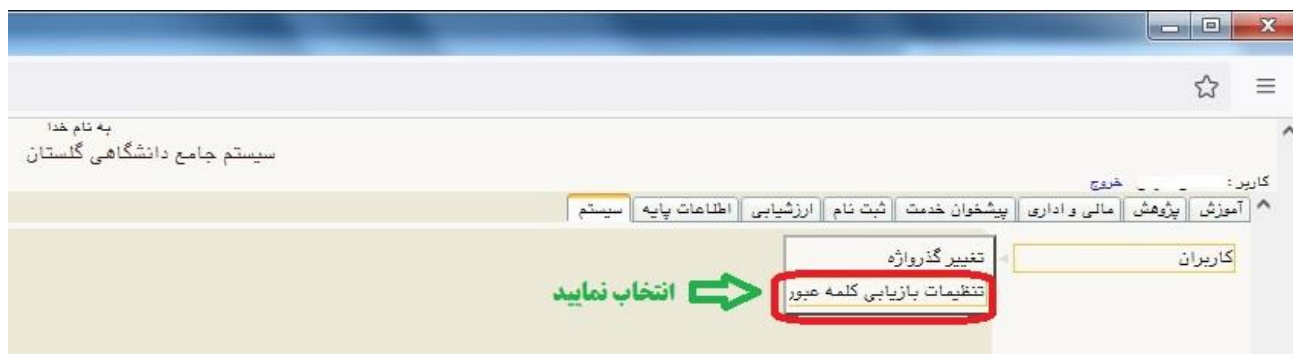 به نام خدا
سیستم جامع دانشگاهی گلستان
کاربر : خروج
آموزش پژوهش مالی و اداری پیشخوان خدمت ثبت نام ارزشیابی اطلاعات پایه سیستم
کاربران
تغییر گذرواژه
تنظیمات بازیابی کلمه عبور
انتخاب نمایید